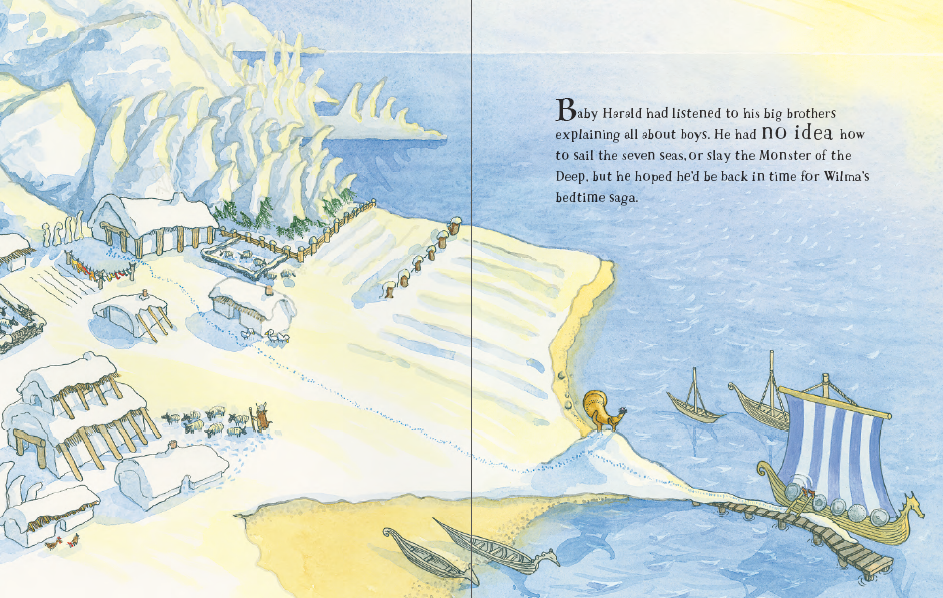 Baby Harald had listened to his big brothers
explaining all about boys. He had no idea how
to sail the seven seas, or slay the Monster of the
Deep, but he hoped he'd be back in time for Wilma's
bedtime saga.